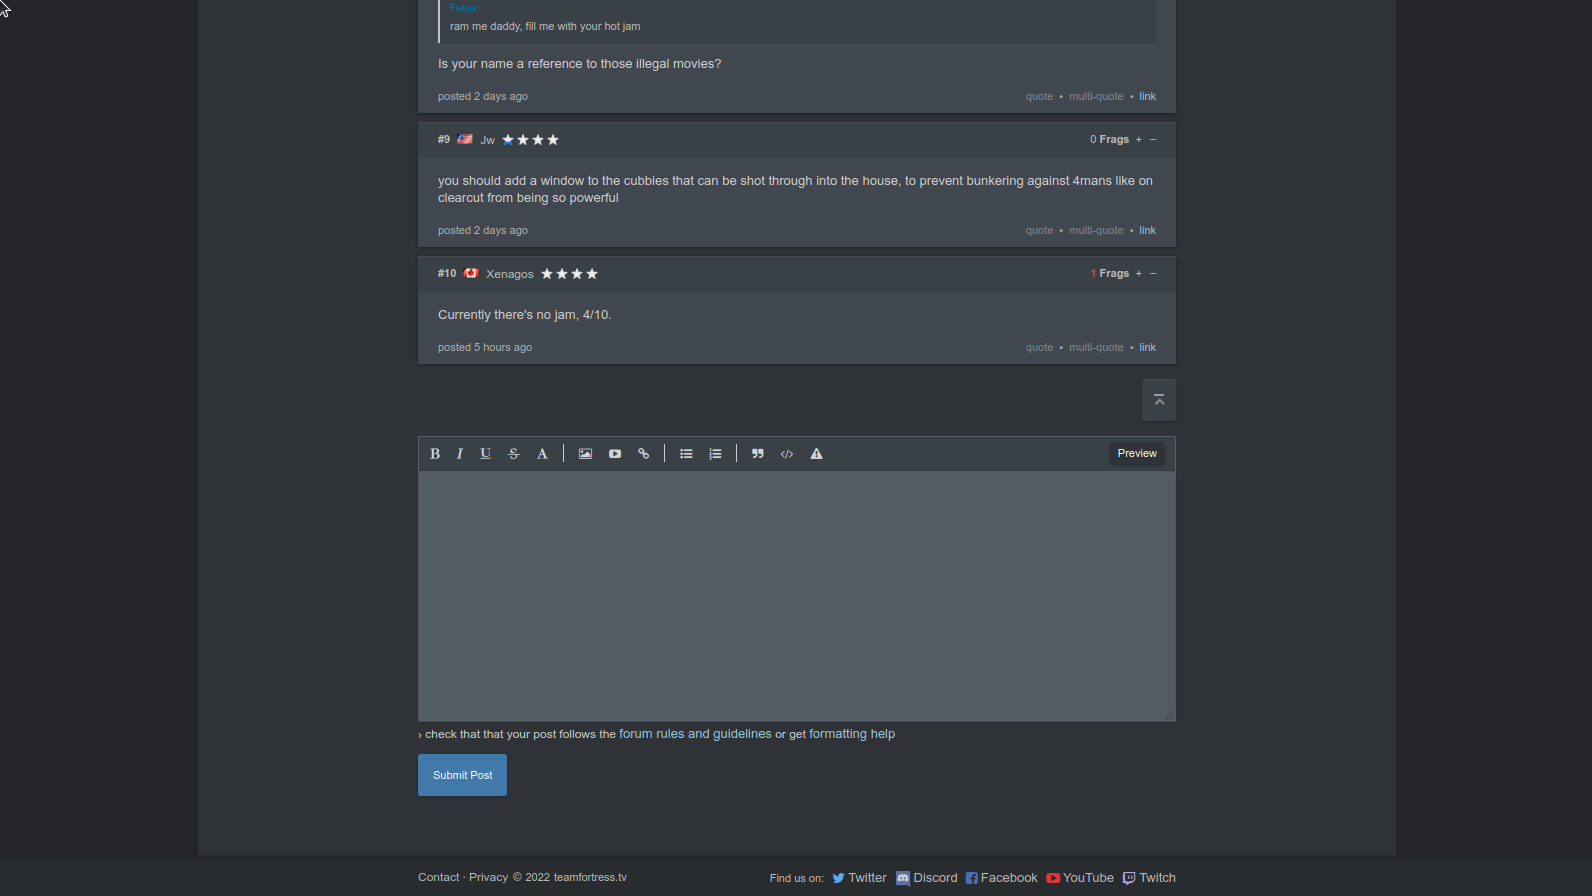 Fubar
ram me daddy, fill me with your hot jam
Is your name a reference to those illegal movies?
posted 2 days ago quote • multi-quote • link
#9 Jw 0 Frags + –
you should add a window to the cubbies that can be shot through into the house, to prevent bunkering against 4mans like on
clearcut from being so powerful
posted 2 days ago quote • multi-quote • link
#10 Xenagos 1 Frags + –
Currently there's no jam, 4/10.
posted 5 hours ago quote • multi-quote • link
B I U S A Preview
› check that that your post follows the forum rules and guidelines or get formatting help
Submit Post
Contact · Privacy © 2022 teamfortress.tv Find us on: Twitter Discord Facebook YouTube Twitch